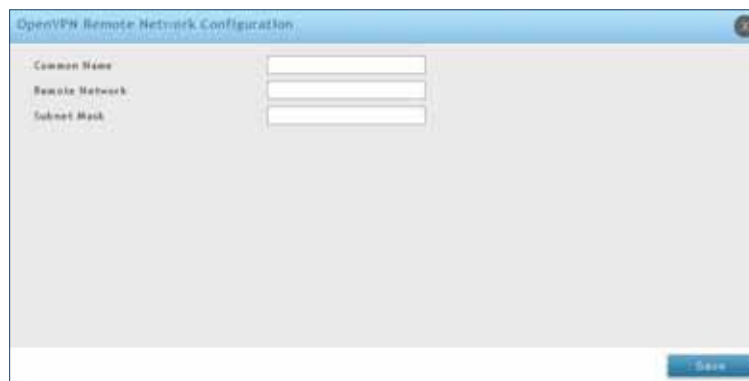 OpenVPN Remote Network Configuration
Common Name
Remote Network
Subnet Mask
Save